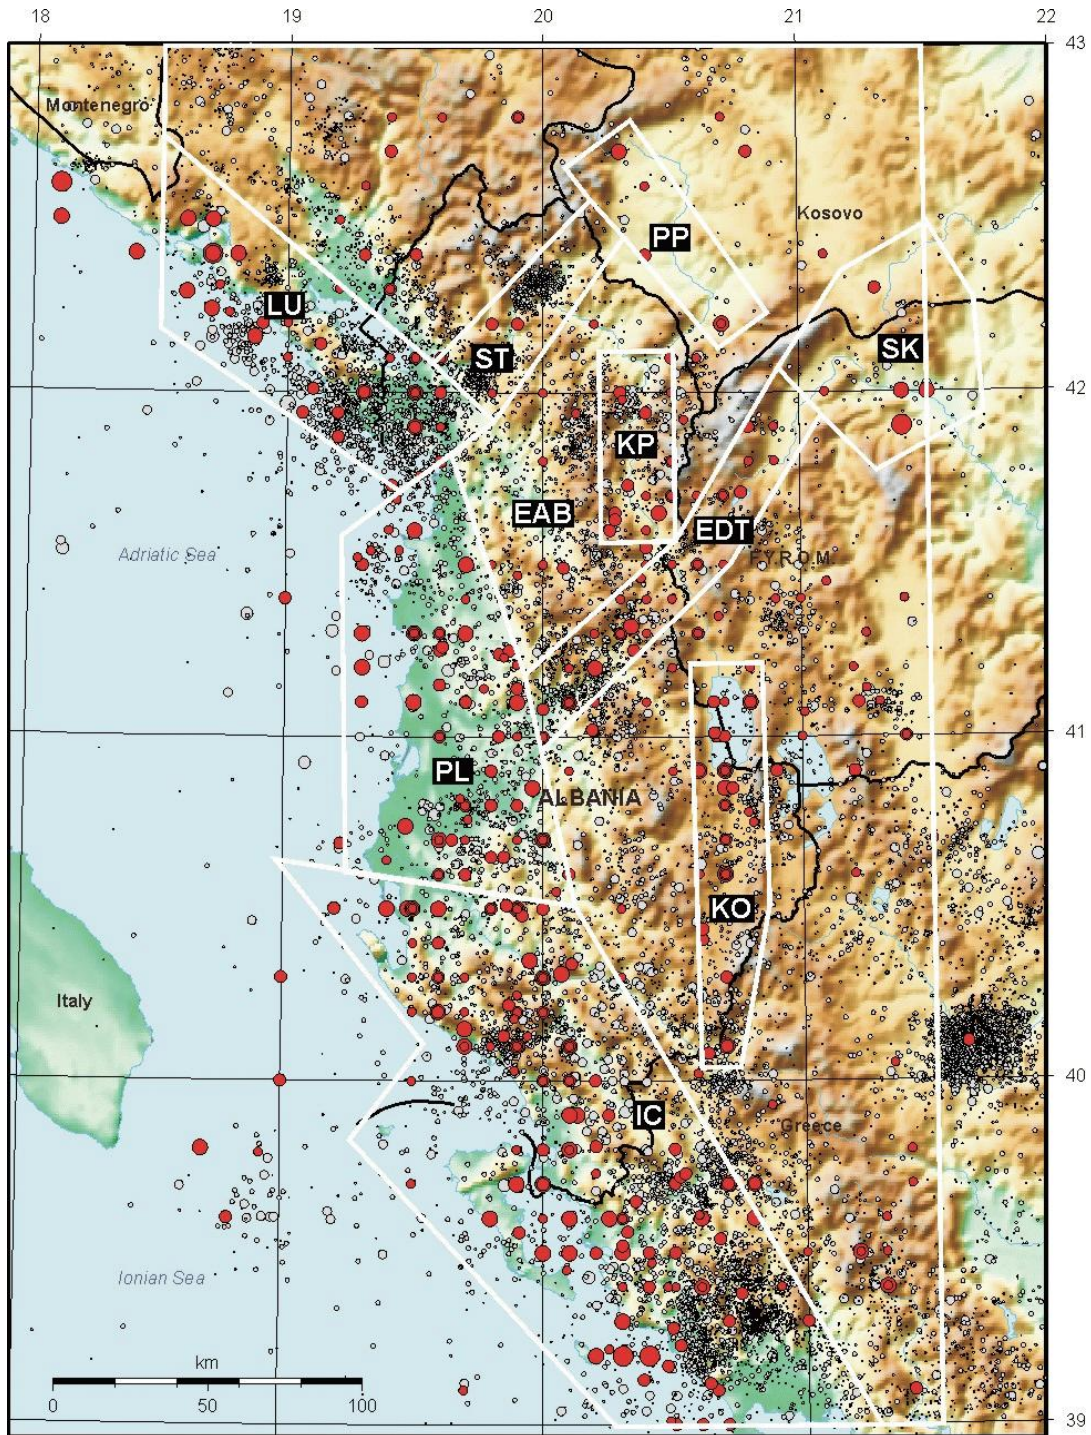 18 19 20 21 22
43
Montenegro
Kosovo
PP
LU
SK
ST
42
KP
EAB
EDT
Adriatic Sea
F.Y.R.O.M.
41
PL
ALBANIA
KO
Italy
40
IC
Greece
Ionian Sea
km
0 50 100
39